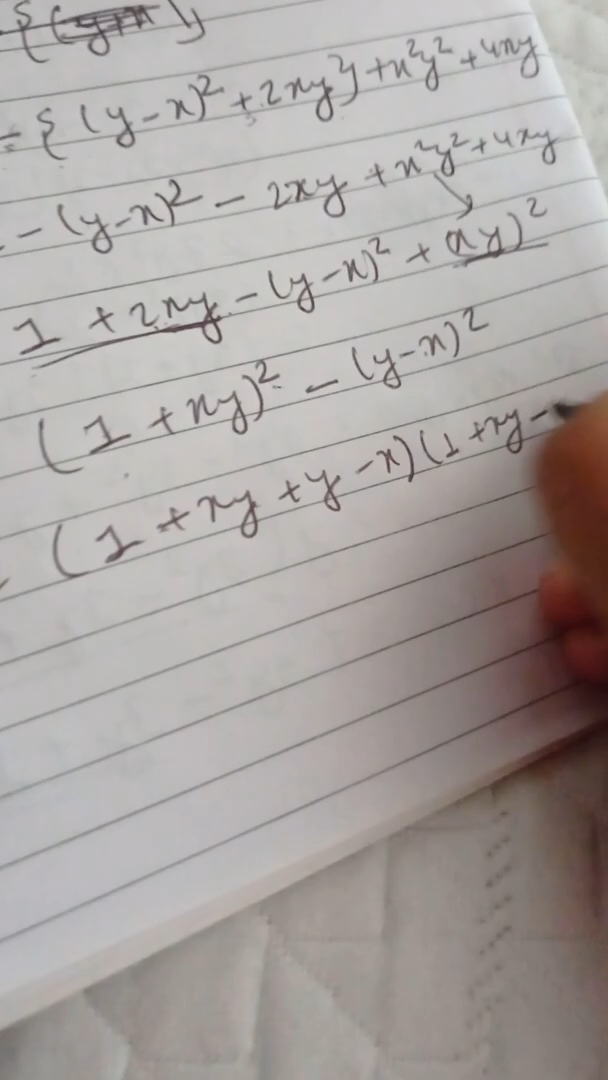 = {(y-x)² + 2xy} + x²y² + 4xy
- (y-x)² - 2xy + x²y² + 4xy
1 + 2xy - (y-x)² + (xy)²
(1 + xy)² - (y-x)²
(1 + xy + y - x)(1 + xy -